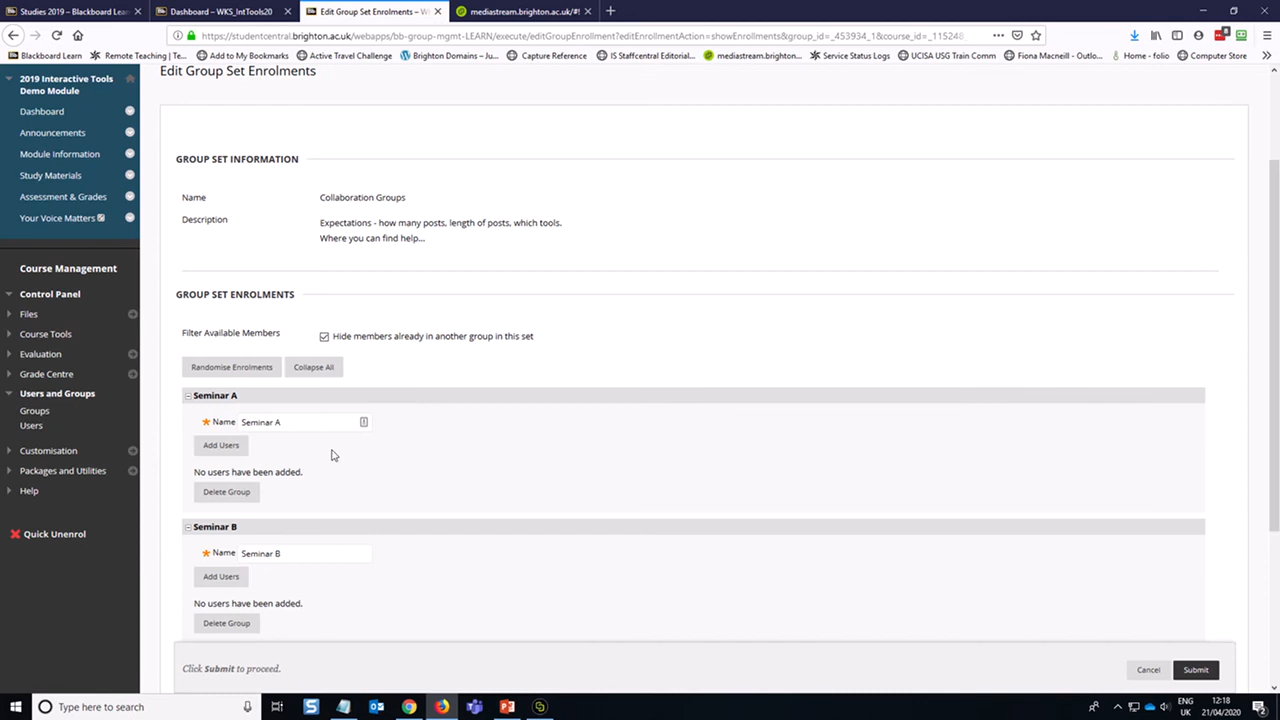 Studies 2019 – Blackboard Learn
Dashboard – WKS_IntTools20
Edit Group Set Enrolments – W
mediastream.brighton.ac.uk/#!
https://studentcentral.brighton.ac.uk/webapps/bb-group-mgmt-LEARN/execute/editGroupEnrollment?editEnrollmentAction=showEnrollments&group_id=_453934_1&course_id=_115248
Blackboard Learn
Remote Teaching | Te...
Add to My Bookmarks
Active Travel Challenge
Brighton Domains – Ju...
Capture Reference
IS Staffcentral Editorial...
mediastream.brighton...
Service Status Logs
UCISA USG Train Comm
Fiona Macneill - Outlo...
Home - folio
Computer Store
2019 Interactive Tools
Demo Module
Dashboard
Announcements
Module Information
Study Materials
Assessment & Grades
Your Voice Matters
Course Management
Control Panel
Files
Course Tools
Evaluation
Grade Centre
Users and Groups
Groups
Users
Customisation
Packages and Utilities
Help
Quick Unenrol
Edit Group Set Enrolments
GROUP SET INFORMATION
Name
Collaboration Groups
Description
Expectations - how many posts, length of posts, which tools.
Where you can find help...
GROUP SET ENROLMENTS
Filter Available Members
Hide members already in another group in this set
Randomise Enrolments
Collapse All
Seminar A
Name
Seminar A
Add Users
No users have been added.
Delete Group
Seminar B
Name
Seminar B
Add Users
No users have been added.
Delete Group
Click Submit to proceed.
Cancel
Submit
Type here to search
ENG
UK
12:18
21/04/2020